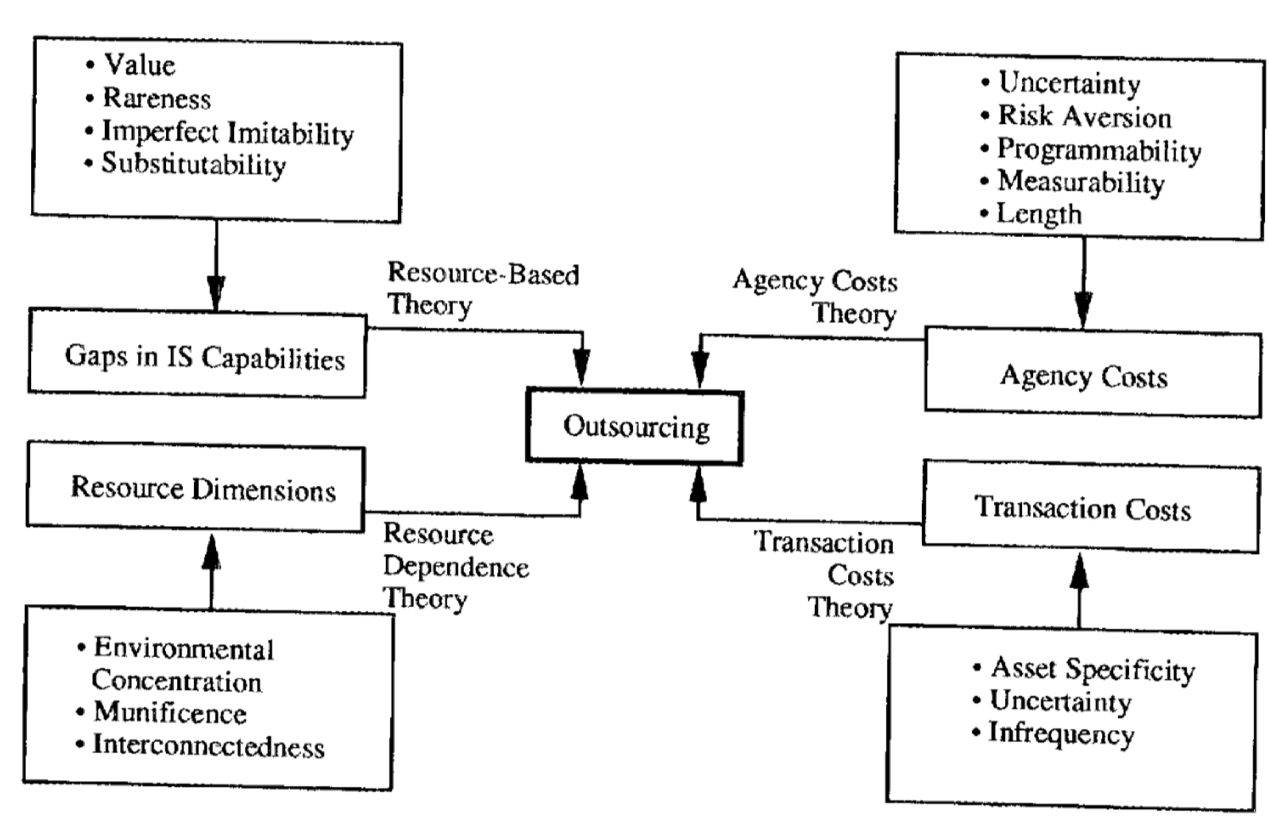 • Value
• Rareness
• Imperfect Imitability
• Substitutability
• Uncertainty
• Risk Aversion
• Programmability
• Measurability
• Length
Resource-Based
Theory
Agency Costs
Theory
Gaps in IS Capabilities
Agency Costs
Outsourcing
Resource Dimensions
Transaction Costs
Resource
Dependence
Theory
Transaction
Costs
Theory
• Environmental
Concentration
• Munificence
• Interconnectedness
• Asset Specificity
• Uncertainty
• Infrequency